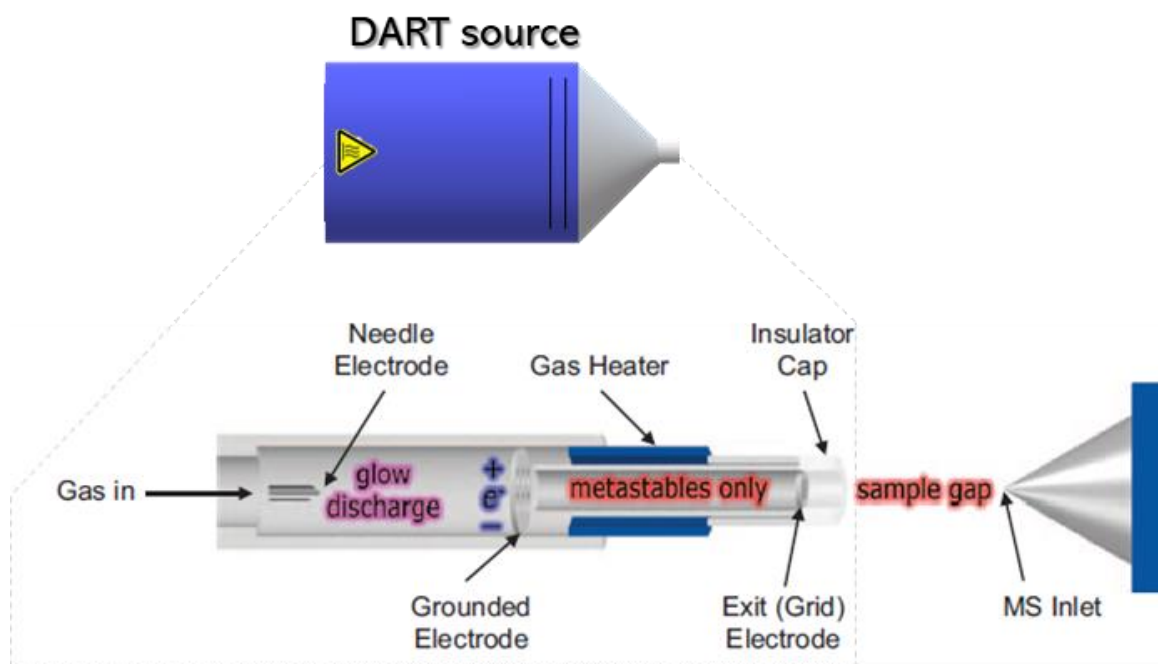 DART source
Needle
Electrode
Gas Heater
Insulator
Cap
Gas in
glow
discharge
+
e⁻
−
metastables only
sample gap
Grounded
Electrode
Exit (Grid)
Electrode
MS Inlet